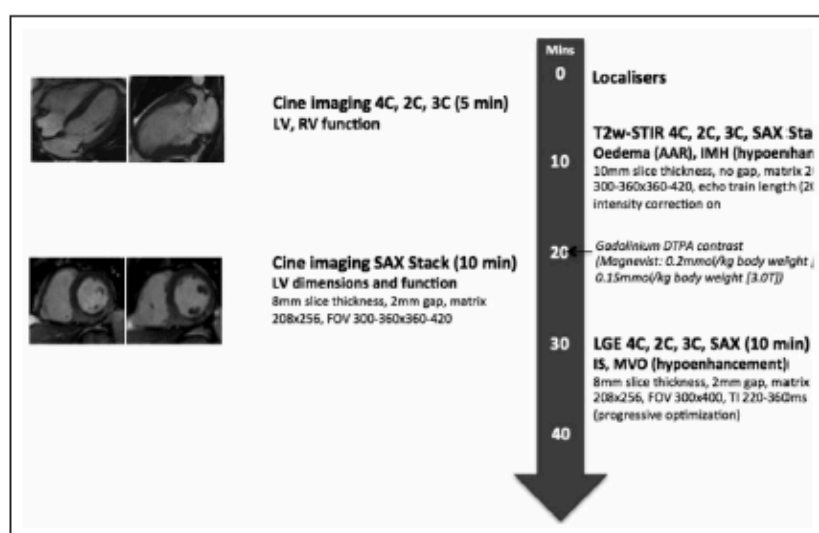 Cine imaging 4C, 2C, 3C (5 min)
LV, RV function
Cine imaging SAX Stack (10 min)
LV dimensions and function
8mm slice thickness, 2mm gap, matrix
208x256, FOV 300-360x360-420
Mins
0
10
20
30
40
Localisers
T2w-STIR 4C, 2C, 3C, SAX Sta
Oedema (AAR), IMH (hypoenhan
10mm slice thickness, no gap, matrix
300-360x360-420, echo train length
intensity correction on
Gadolinium DTPA contrast
(Magnevist: 0.2mmol/kg body weight
0.15mmol/kg body weight [3.0T])
LGE 4C, 2C, 3C, SAX (10 min)
IS, MVO (hypoenhancement)
8mm slice thickness, 2mm gap, matrix
208x256, FOV 300x400, TI 220-360ms
(progressive optimization)